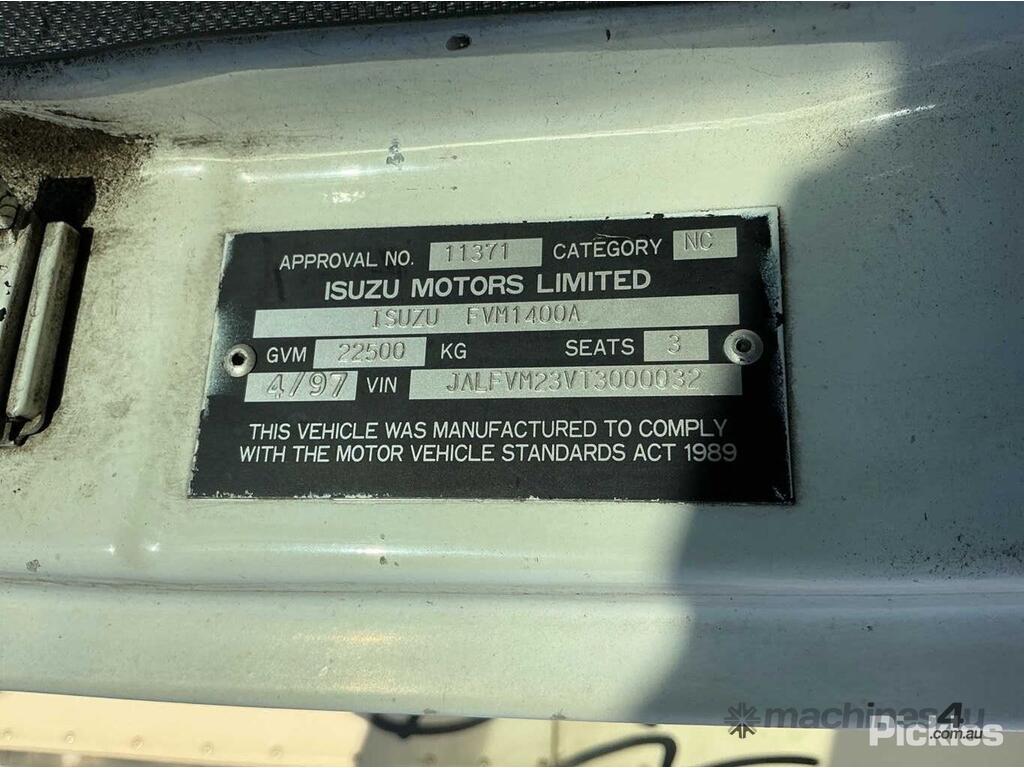 APPROVAL NO. 11371 CATEGORY NC
ISUZU MOTORS LIMITED
ISUZU FVM1400A
GVM 22500 KG SEATS 3
4/97 VIN JALFVM23VT3000032
THIS VEHICLE WAS MANUFACTURED TO COMPLY
WITH THE MOTOR VEHICLE STANDARDS ACT 1989
machines4
Pickles
.com.au